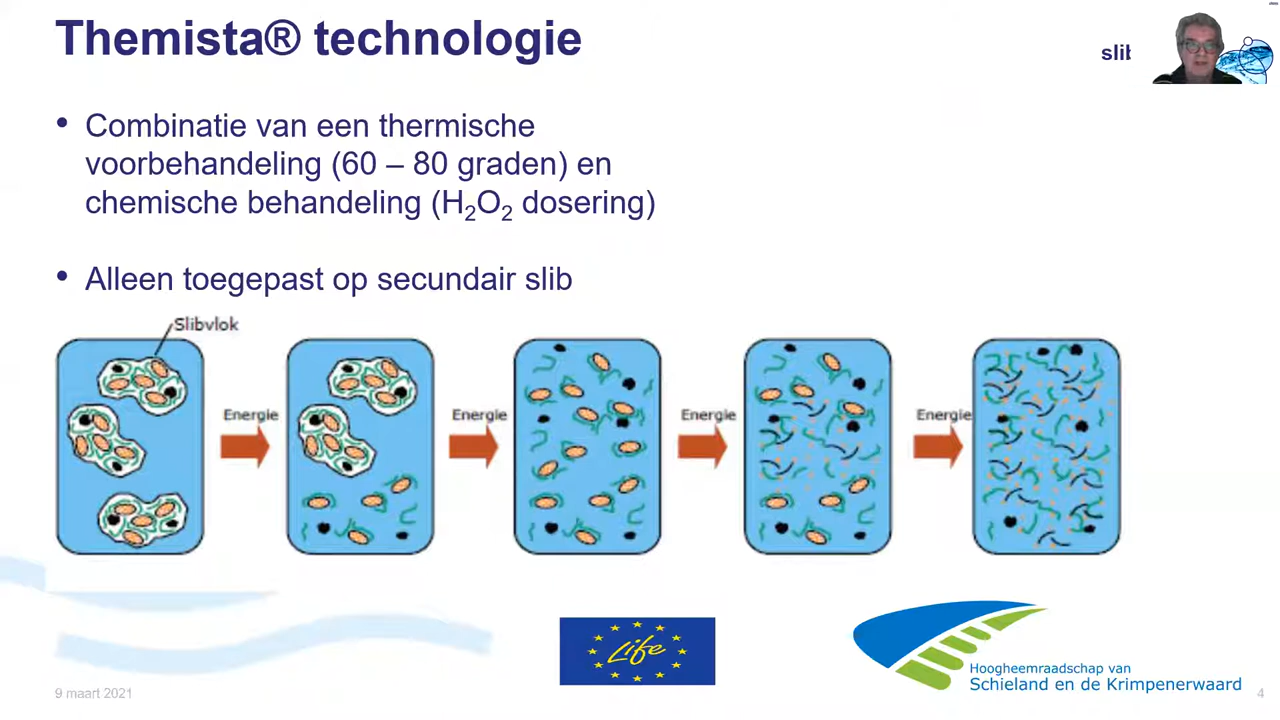 Themista® technologie
slib
• Combinatie van een thermische
voorbehandeling (60 – 80 graden) en
chemische behandeling (H₂O₂ dosering)
• Alleen toegepast op secundair slib
Slibvlok
Energie
Energie
Energie
Energie
Life
Hoogheemraadschap van
Schieland en de Krimpenerwaard
9 maart 2021
4